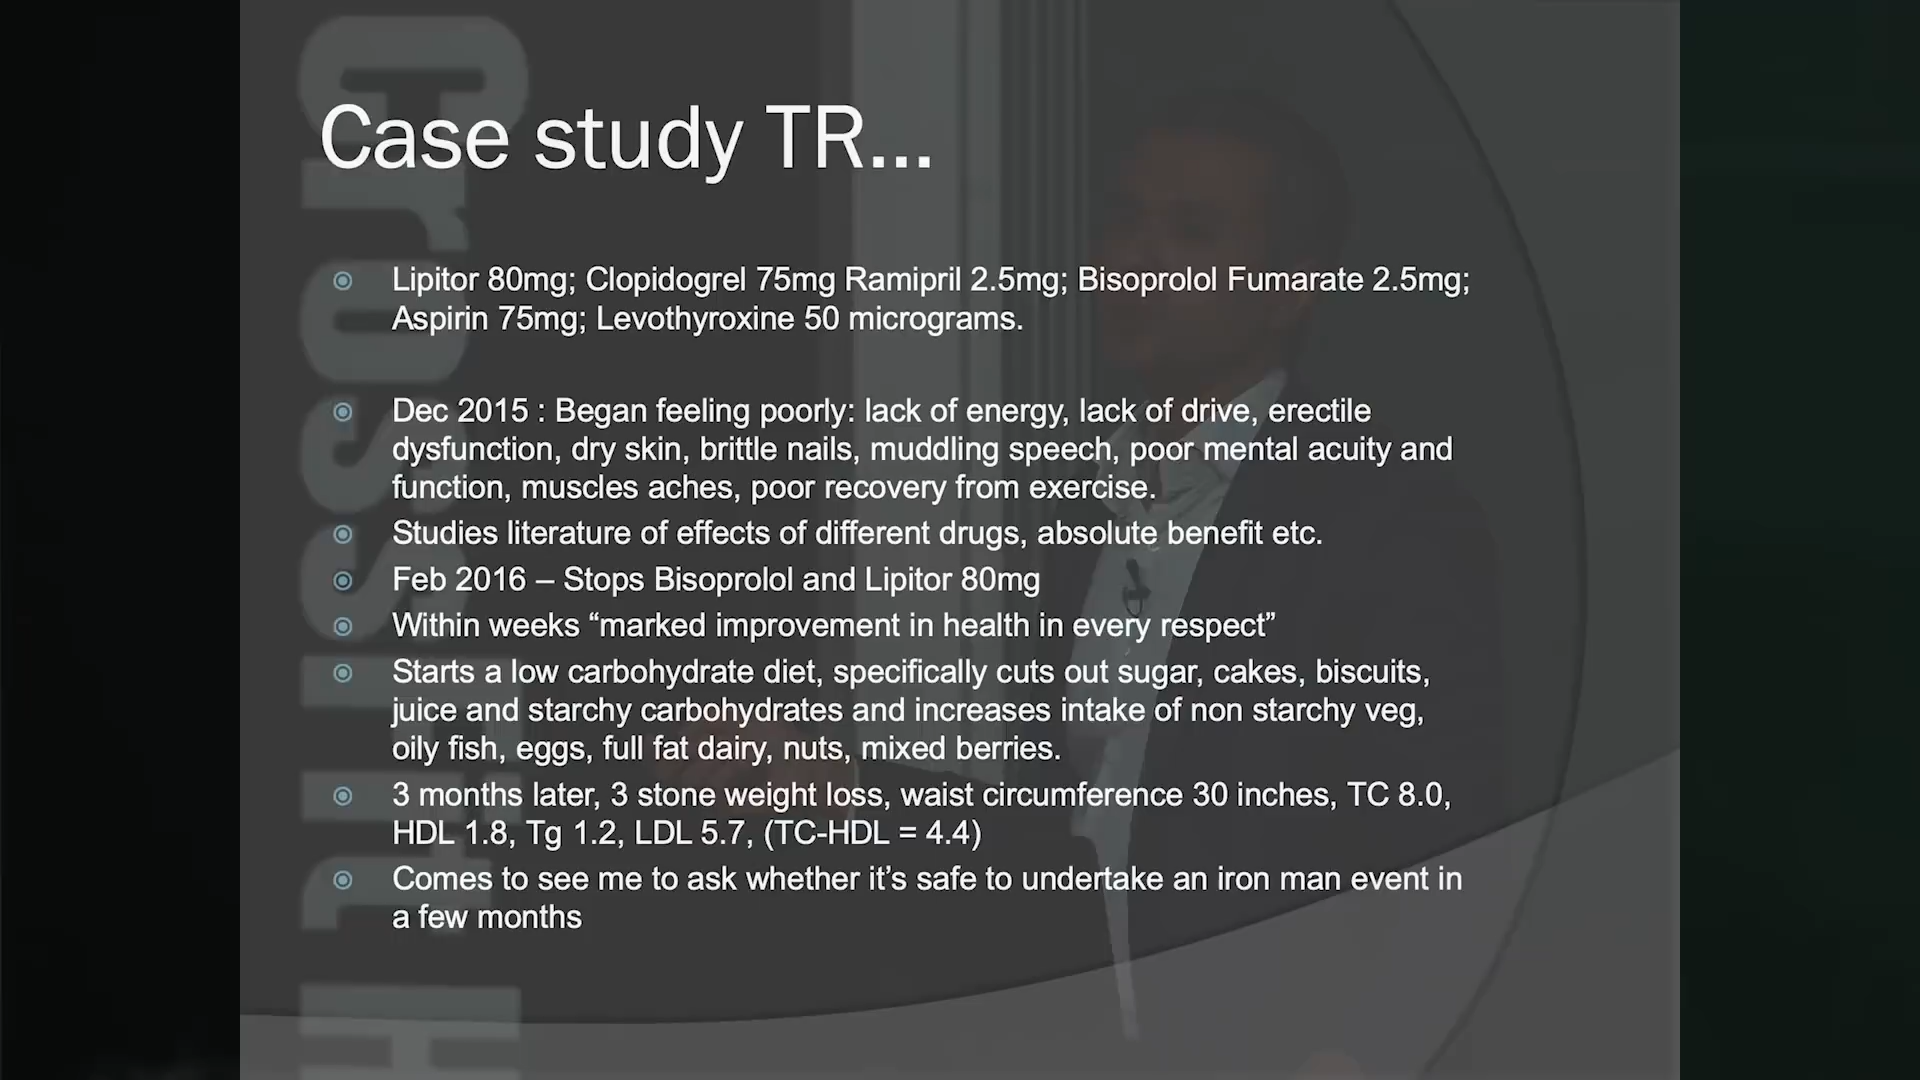 Case study TR...
Lipitor 80mg; Clopidogrel 75mg Ramipril 2.5mg; Bisoprolol Fumarate 2.5mg;
Aspirin 75mg; Levothyroxine 50 micrograms.
Dec 2015 : Began feeling poorly: lack of energy, lack of drive, erectile
dysfunction, dry skin, brittle nails, muddling speech, poor mental acuity and
function, muscles aches, poor recovery from exercise.
Studies literature of effects of different drugs, absolute benefit etc.
Feb 2016 – Stops Bisoprolol and Lipitor 80mg
Within weeks “marked improvement in health in every respect”
Starts a low carbohydrate diet, specifically cuts out sugar, cakes, biscuits,
juice and starchy carbohydrates and increases intake of non starchy veg,
oily fish, eggs, full fat dairy, nuts, mixed berries.
3 months later, 3 stone weight loss, waist circumference 30 inches, TC 8.0,
HDL 1.8, Tg 1.2, LDL 5.7, (TC-HDL = 4.4)
Comes to see me to ask whether it’s safe to undertake an iron man event in
a few months
CrossFit H